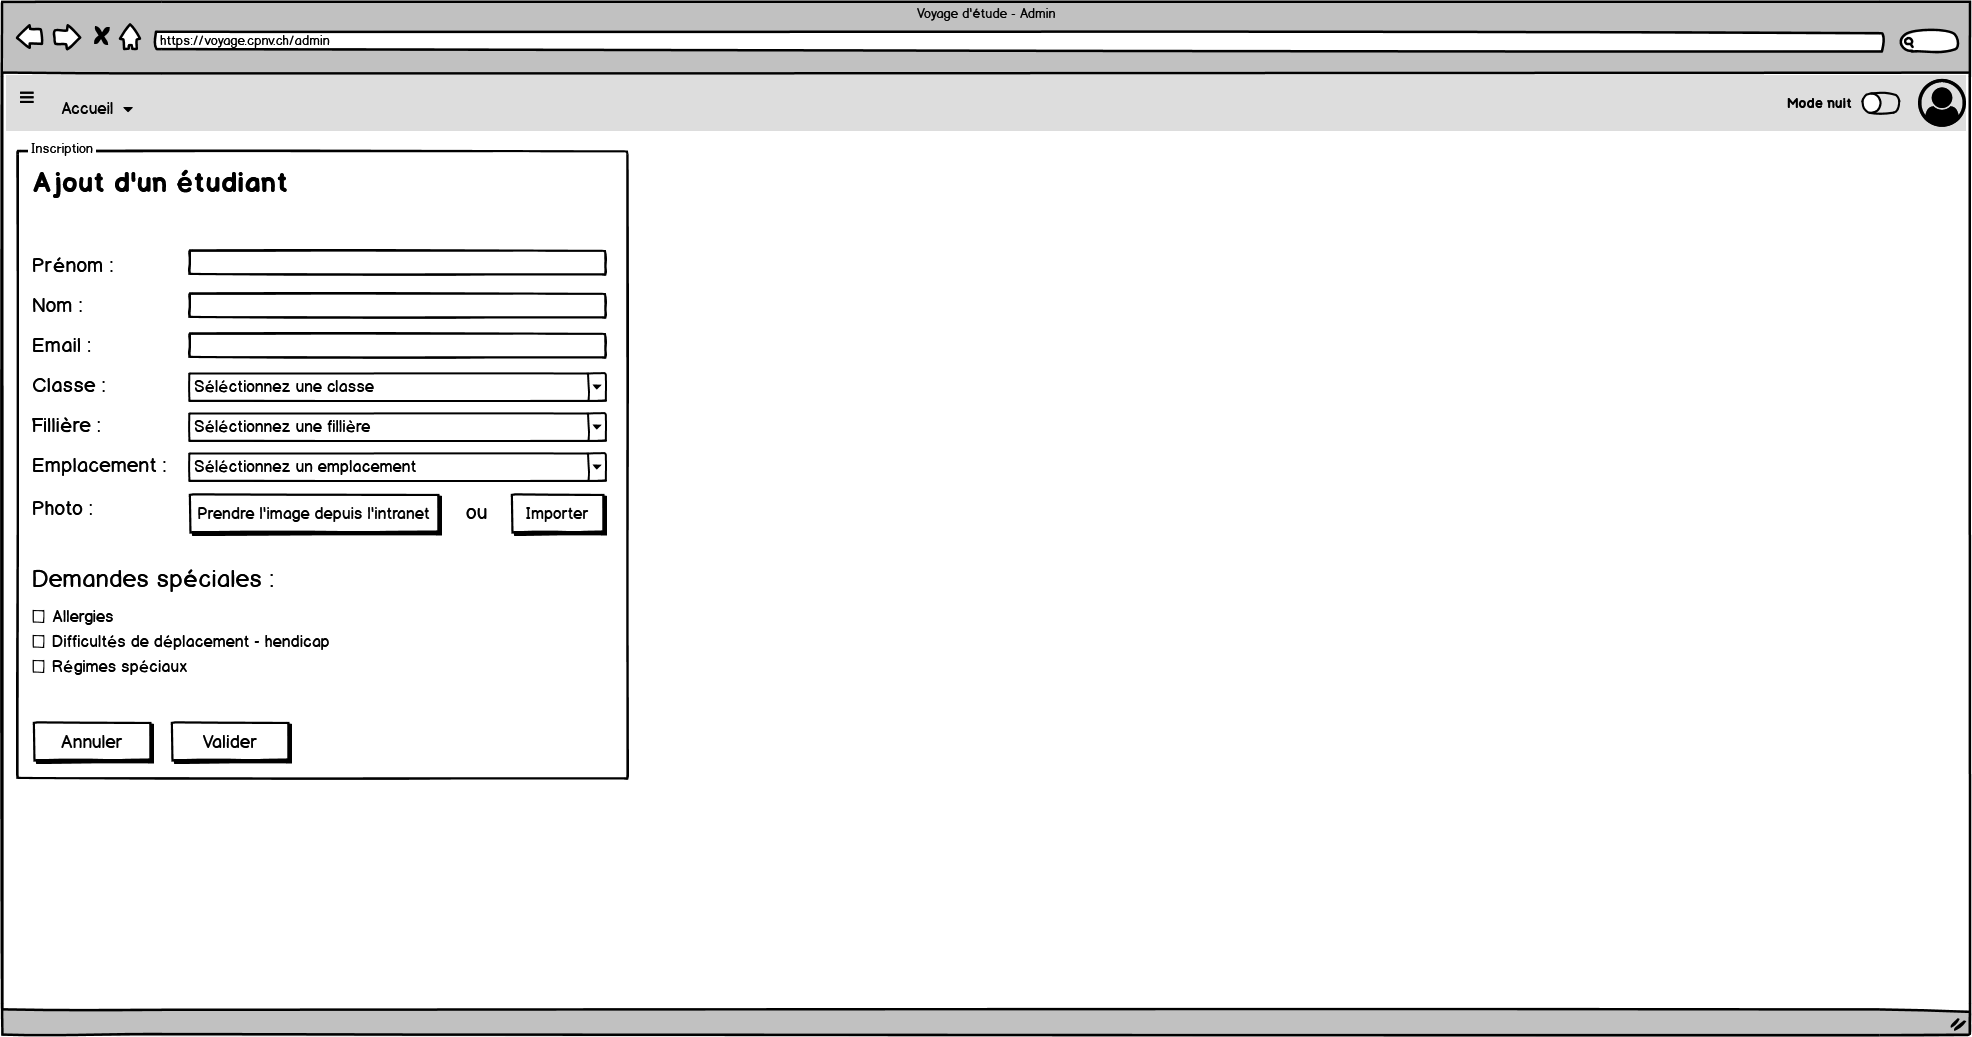 Voyage d'étude - Admin
https://voyage.cpnv.ch/admin
Accueil
Mode nuit
Inscription
Ajout d'un étudiant
Prénom :
Nom :
Email :
Classe : Séléctionnez une classe
Fillière : Séléctionnez une fillière
Emplacement : Séléctionnez un emplacement
Photo : Prendre l'image depuis l'intranet ou Importer
Demandes spéciales :
Allergies
Difficultés de déplacement - hendicap
Régimes spéciaux
Annuler Valider